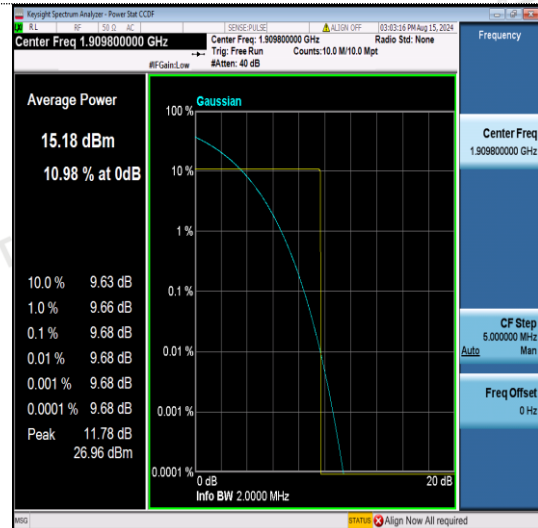 Keysight Spectrum Analyzer - Power Stat CCDF
RL RF 50 Ω AC SENSE:PULSE ALIGN OFF 03:03:16 PM Aug 15, 2024
Center Freq 1.909800000 GHz
Center Freq: 1.909800000 GHz Radio Std: None
Trig: Free Run Counts:10.0 M/10.0 Mpt
#IFGain:Low #Atten: 40 dB
Frequency
Average Power
15.18 dBm
10.98 % at 0dB
10.0 % 9.63 dB
1.0 % 9.66 dB
0.1 % 9.68 dB
0.01 % 9.68 dB
0.001 % 9.68 dB
0.0001 % 9.68 dB
Peak 11.78 dB
26.96 dBm
Gaussian
100 %
10 %
1 %
0.1 %
0.01 %
0.001 %
0.0001 %
0 dB 20 dB
Info BW 2.0000 MHz
Center Freq
1.909800000 GHz
CF Step
5.000000 MHz
Auto Man
Freq Offset
0 Hz
MSG STATUS Align Now All required